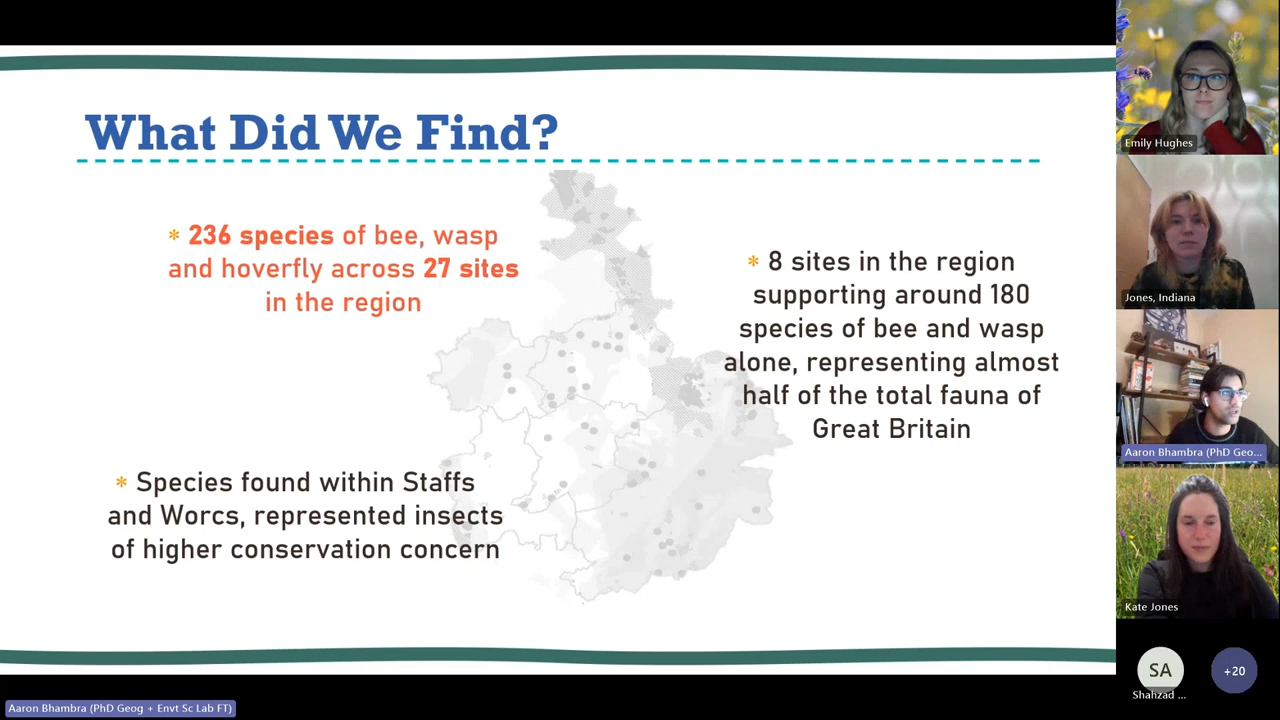 What Did We Find?
* 236 species of bee, wasp
and hoverfly across 27 sites
in the region
* 8 sites in the region
supporting around 180
species of bee and wasp
alone, representing almost
half of the total fauna of
Great Britain
* Species found within Staffs
and Worcs, represented insects
of higher conservation concern
Emily Hughes
Jones, Indiana
Aaron Bhambra (PhD Geo...
Kate Jones
SA
Shahzad ...
+20
Aaron Bhambra (PhD Geog + Envt Sc Lab FT)